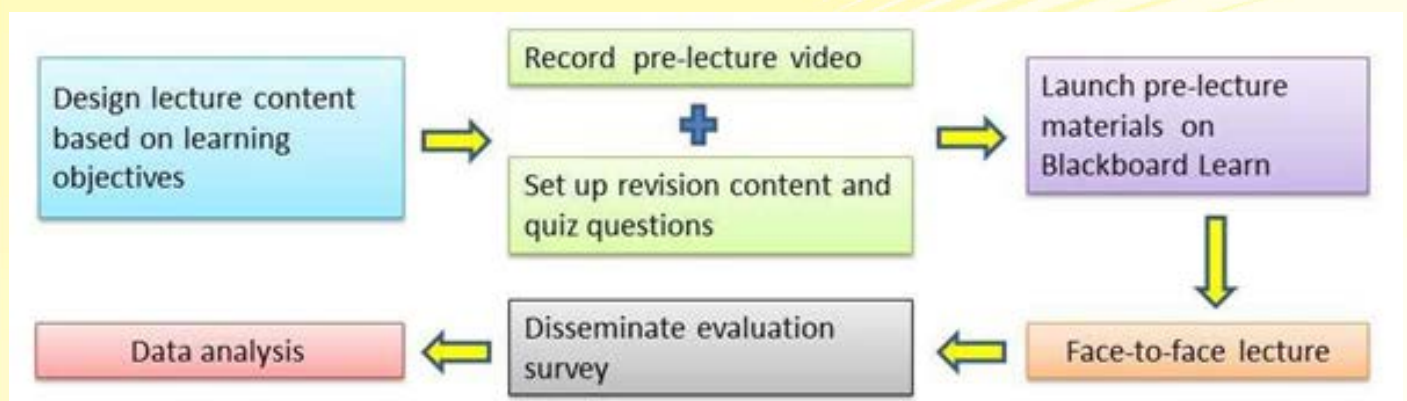 Design lecture content
based on learning
objectives
Record pre-lecture video
Set up revision content and
quiz questions
Launch pre-lecture
materials on
Blackboard Learn
Face-to-face lecture
Disseminate evaluation
survey
Data analysis